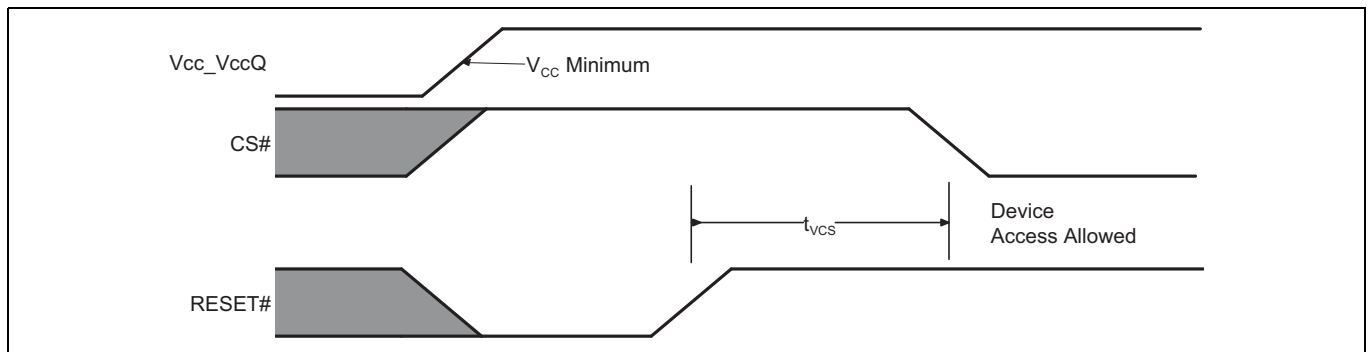 Vcc_VccQ
VCC Minimum
CS#
tVCS
Device
Access Allowed
RESET#